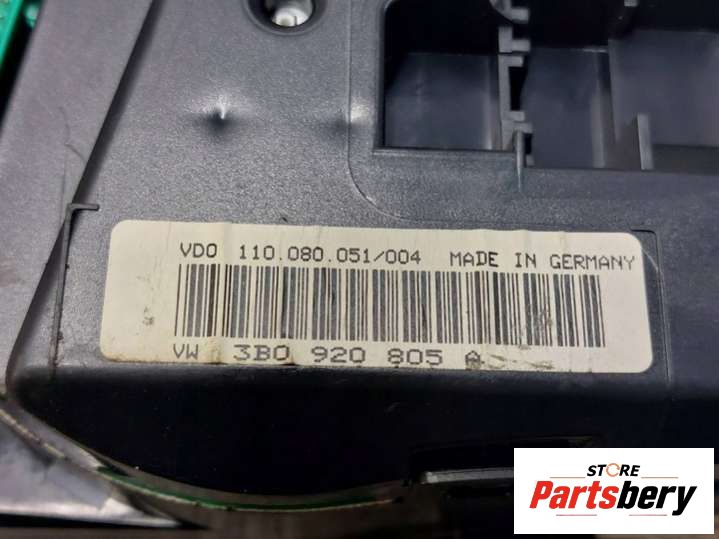 VDO 110.080.051/004 MADE IN GERMANY
VW 3B0 920 805 A
STORE
Partsbery